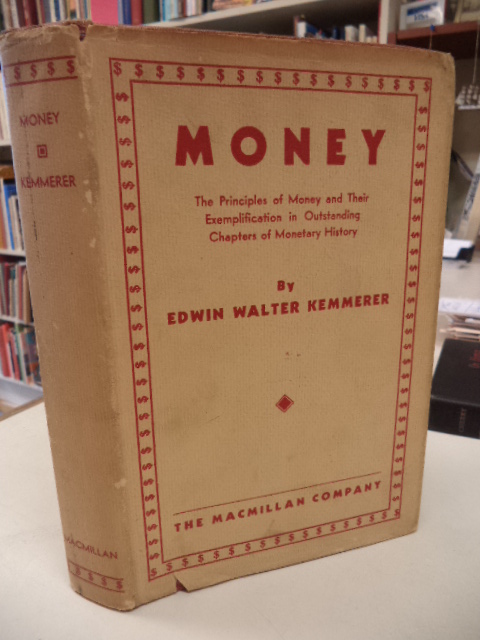 MONEY
The Principles of Money and Their
Exemplification in Outstanding
Chapters of Monetary History
By
EDWIN WALTER KEMMERER
THE MACMILLAN COMPANY
MONEY
KEMMERER
MACMILLAN